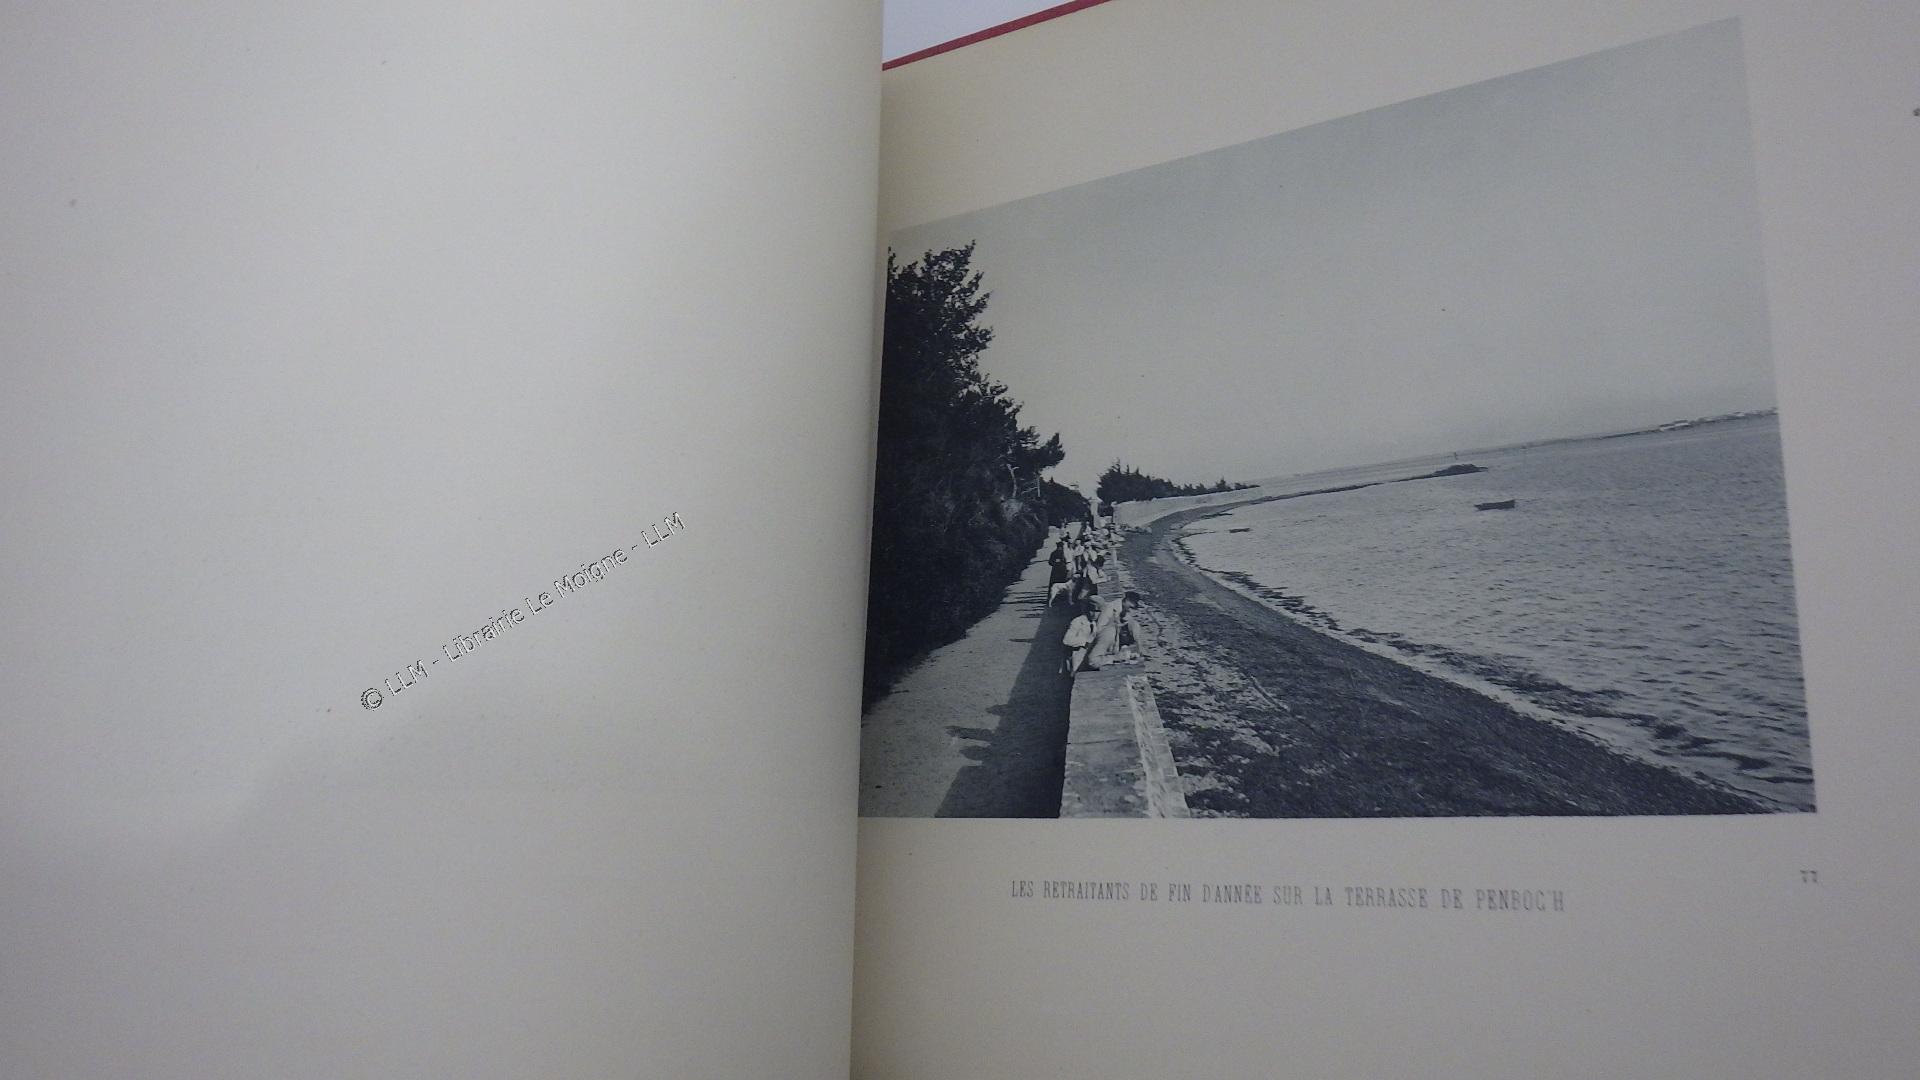 © LLM - Librairie Le Moigne - LLM
77
LES RETRAITANTS DE FIN D'ANNÉE SUR LA TERRASSE DE PENBOC'H